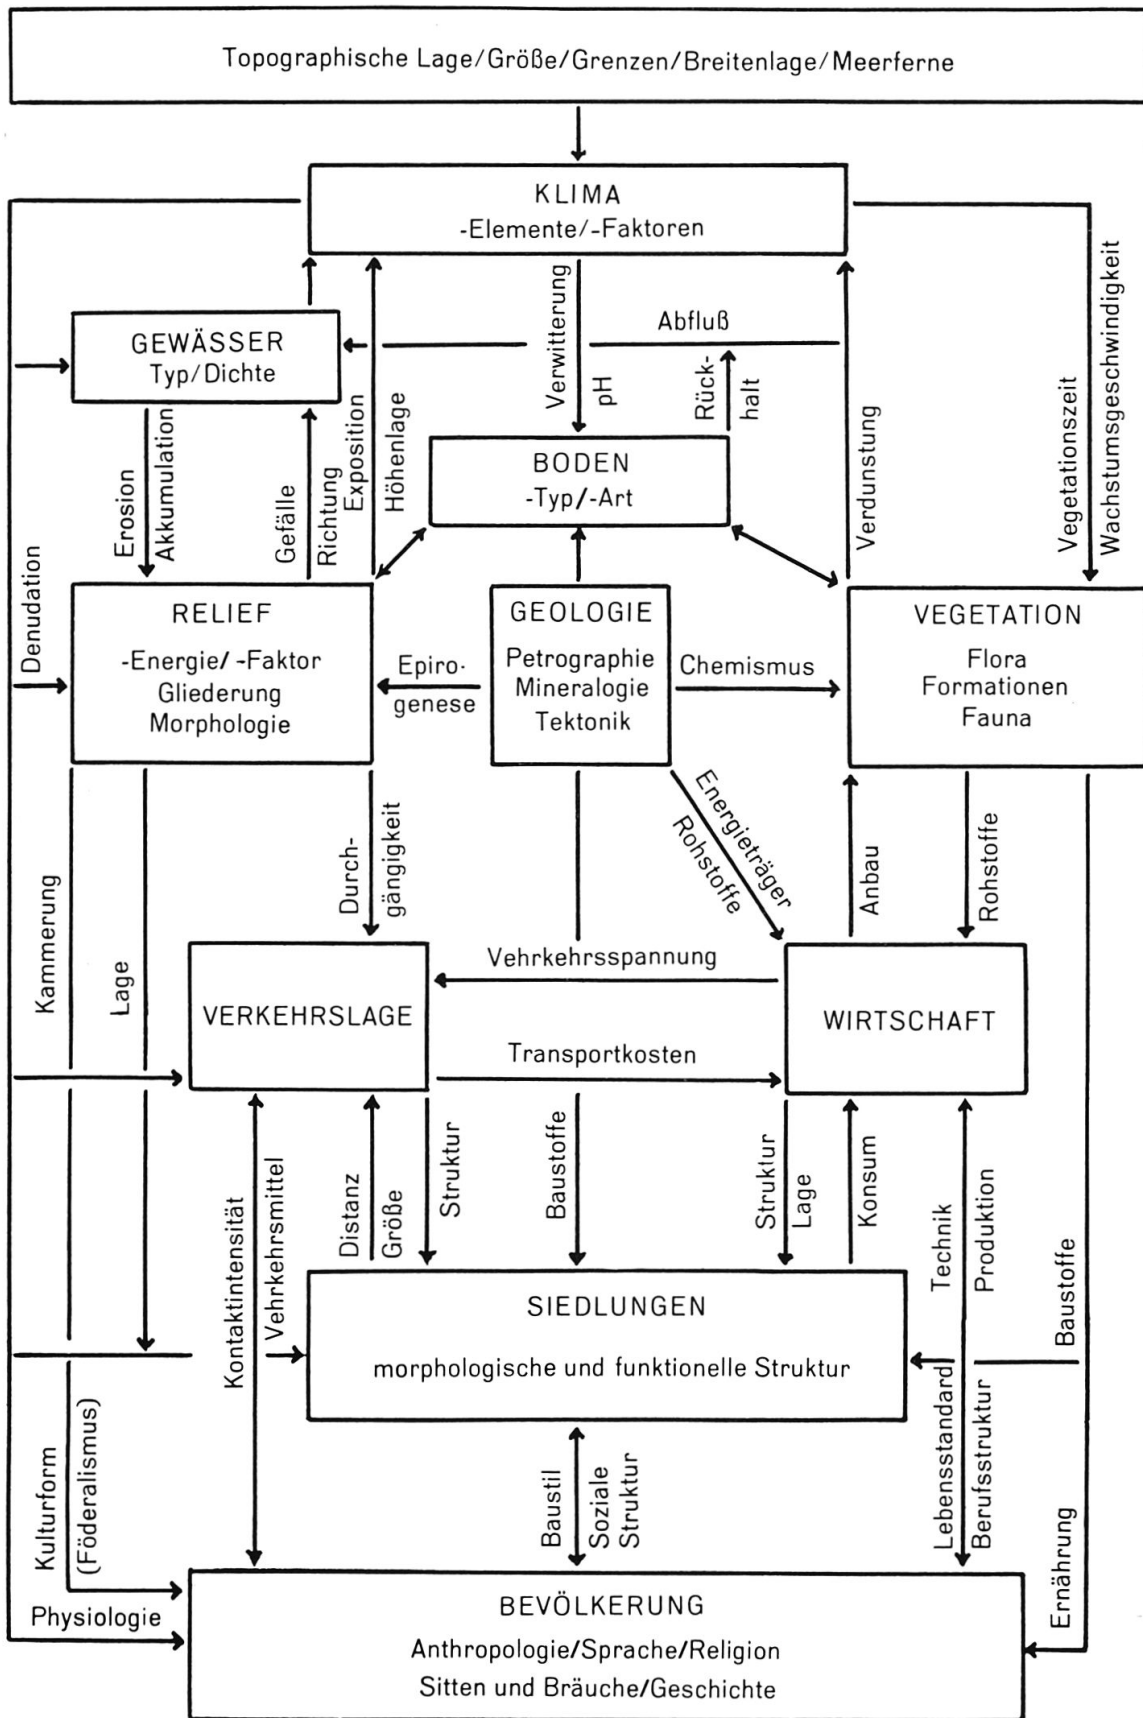 Topographische Lage/Größe/Grenzen/Breitenlage/Meerferne
KLIMA
-Elemente/-Faktoren
GEWÄSSER
Typ/Dichte
Verwitterung
pH
Abfluß
Rück-
halt
Verdunstung
Vegetationszeit
Wachstumsgeschwindigkeit
Erosion
Akkumulation
Gefälle
Richtung
Exposition
Höhenlage
BODEN
-Typ/-Art
Denudation
RELIEF
-Energie/ -Faktor
Gliederung
Morphologie
Epiro-
genese
GEOLOGIE
Petrographie
Mineralogie
Tektonik
Chemismus
VEGETATION
Flora
Formationen
Fauna
Kammerung
Lage
Durch-
gängigkeit
Energieträger
Rohstoffe
Anbau
Rohstoffe
VERKEHRSLAGE
Vehrkehrsspannung
Transportkosten
WIRTSCHAFT
Kontaktintensität
Vehrkehsmittel
Distanz
Größe
Struktur
Baustoffe
Struktur
Lage
Konsum
Technik
Produktion
Baustoffe
SIEDLUNGEN
morphologische und funktionelle Struktur
Kulturform
(Föderalismus)
Baustil
Soziale
Struktur
Lebensstandard
Berufsstruktur
Ernährung
Physiologie
BEVÖLKERUNG
Anthropologie/Sprache/Religion
Sitten und Bräuche/Geschichte